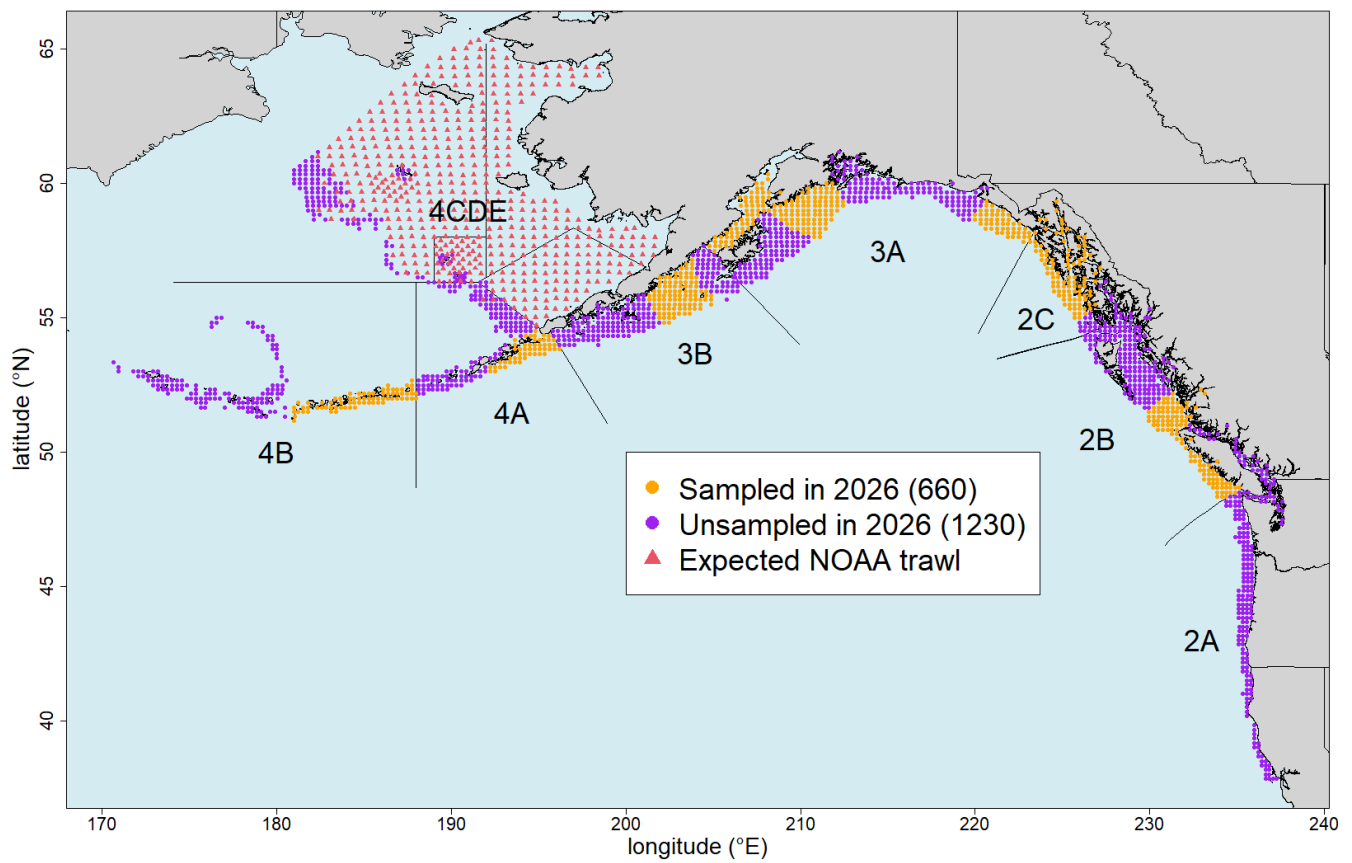 65
60
55
50
45
40
latitude (°N)
4CDE
3A
2C
3B
4A
2B
4B
2A
Sampled in 2026 (660)
Unsampled in 2026 (1230)
Expected NOAA trawl
170 180 190 200 210 220 230 240
longitude (°E)